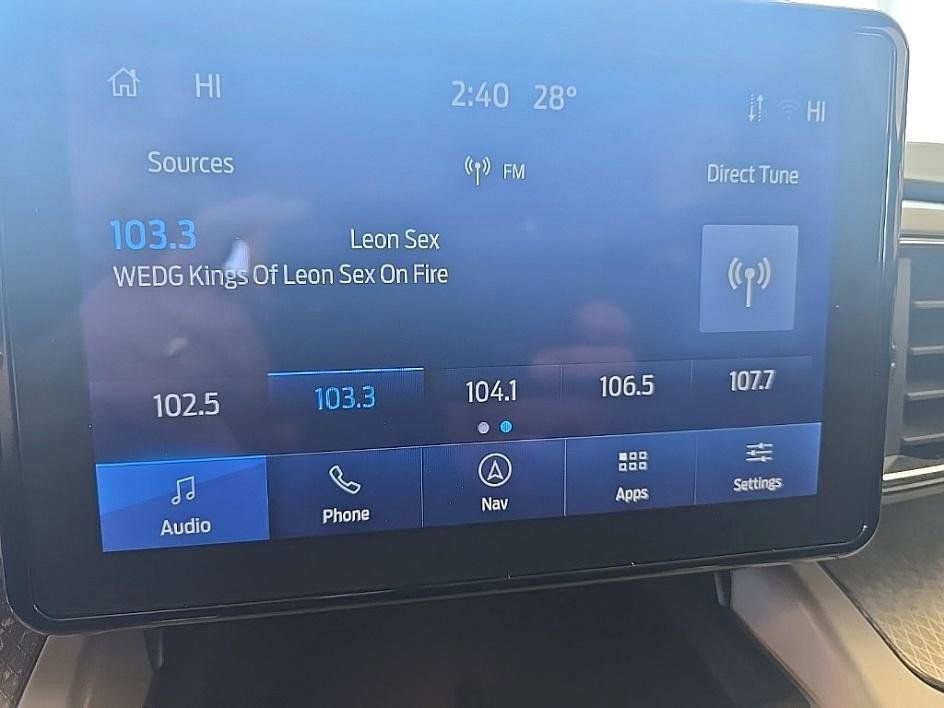 HI 2:40 28° HI
Sources FM Direct Tune
103.3 Leon Sex
WEDG Kings Of Leon Sex On Fire
102.5 103.3 104.1 106.5 107.7
Audio Phone Nav Apps Settings